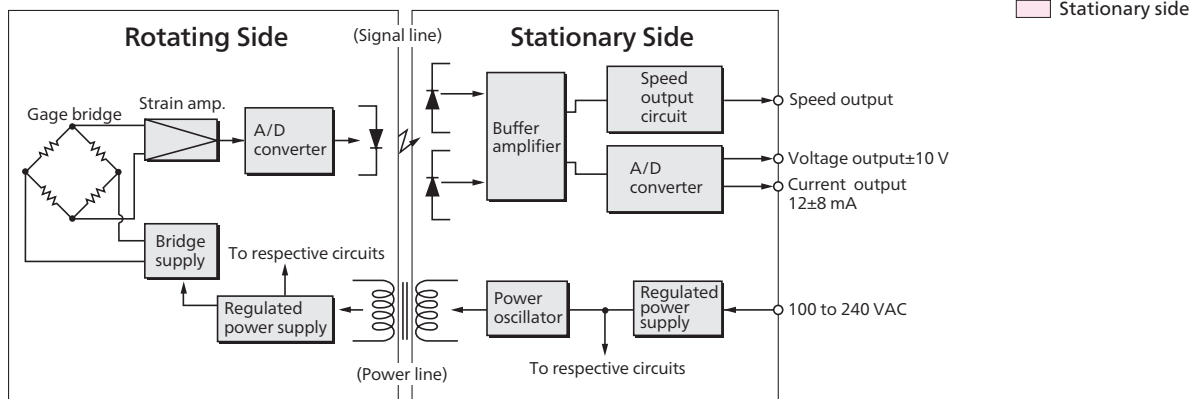 Stationary side
Rotating Side
(Signal line)
Stationary Side
Gage bridge
Strain amp.
A/D
converter
Buffer
amplifier
Speed
output
circuit
Speed output
A/D
converter
Voltage output±10 V
Current output
12±8 mA
Bridge
supply
To respective circuits
Regulated
power supply
Power
oscillator
Regulated
power
supply
100 to 240 VAC
To respective circuits
(Power line)